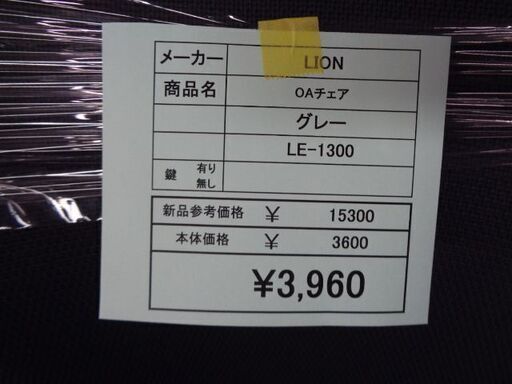 メーカー LION
商品名 OAチェア
グレー
LE-1300
鍵 有り
無し
新品参考価格 ¥ 15300
本体価格 ¥ 3600
¥3,960